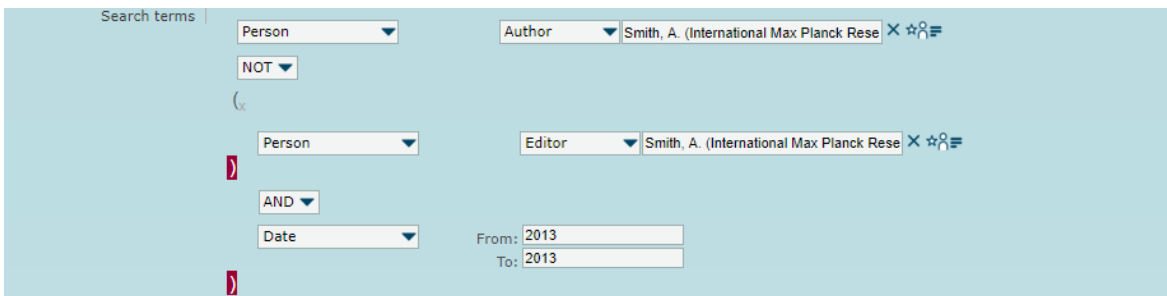 Search terms
Person Author Smith, A. (International Max Planck Rese
NOT
(x
Person Editor Smith, A. (International Max Planck Rese
)
AND
Date From: 2013
To: 2013
)